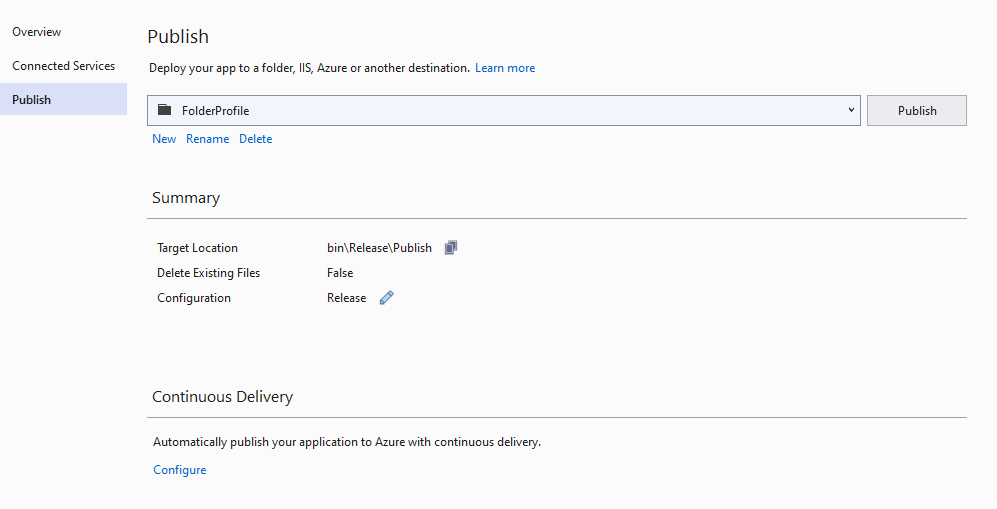 Overview
Connected Services
Publish
Publish
Deploy your app to a folder, IIS, Azure or another destination. Learn more
FolderProfile
Publish
New Rename Delete
Summary
Target Location bin\Release\Publish
Delete Existing Files False
Configuration Release
Continuous Delivery
Automatically publish your application to Azure with continuous delivery.
Configure